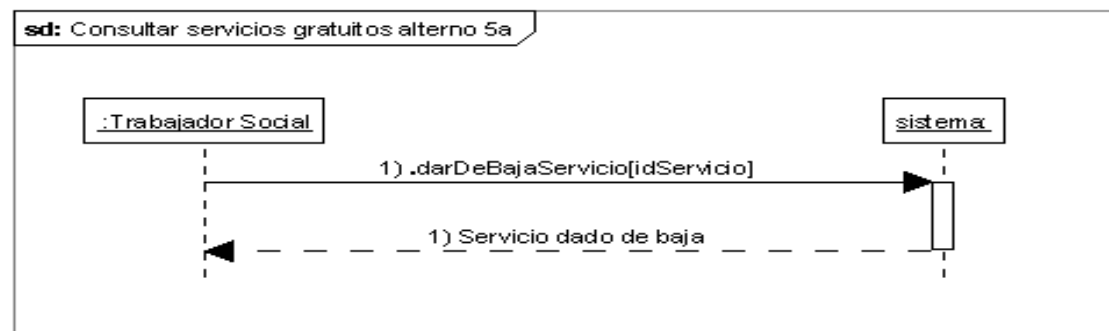 sd: Consultar servicios gratuitos alterno 5a
:Trabajador Social
sistema:
1) .darDeBajaServicio[idServicio]
1) Servicio dado de baja